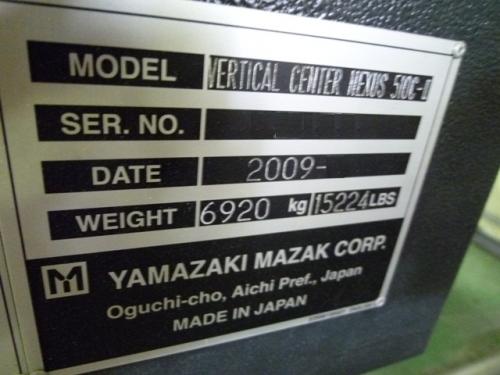 MODEL VERTICAL CENTER NEXUS 510C-II
SER. NO.
DATE 2009-
WEIGHT 6920 kg 15224 LBS
YAMAZAKI MAZAK CORP.
Oguchi-cho, Aichi Pref., Japan
MADE IN JAPAN